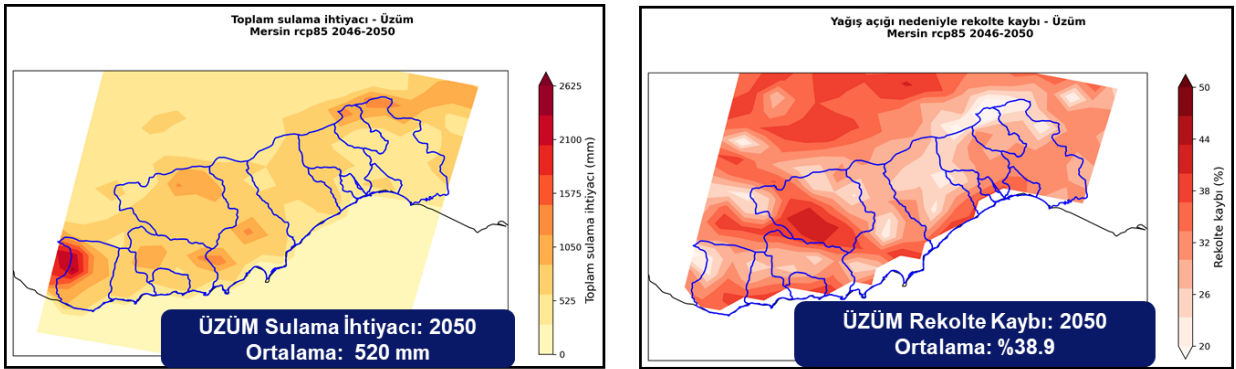 Toplam sulama ihtiyacı - Üzüm
Mersin rcp85 2046-2050
2625
2100
1575
1050
525
0
Toplam sulama ihtiyacı (mm)
ÜZÜM Sulama İhtiyacı: 2050
Ortalama: 520 mm
Yağış açığı nedeniyle rekolte kaybı - Üzüm
Mersin rcp85 2046-2050
50
44
38
32
26
20
Rekolte kaybı (%)
ÜZÜM Rekolte Kaybı: 2050
Ortalama: %38.9